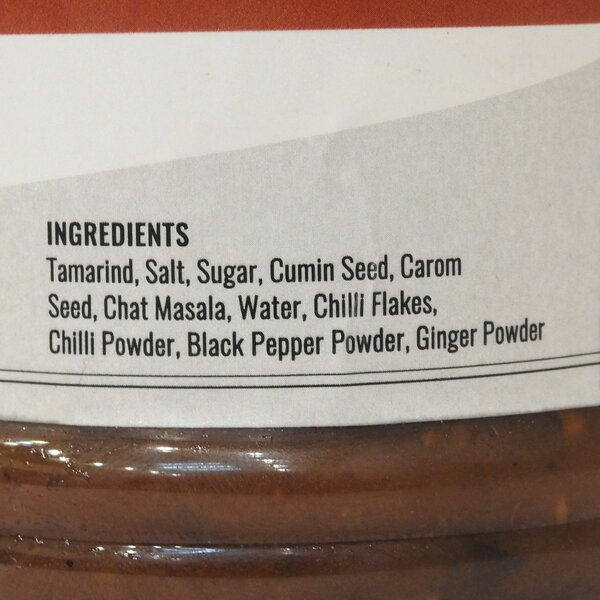 INGREDIENTS
Tamarind, Salt, Sugar, Cumin Seed, Carom
Seed, Chat Masala, Water, Chilli Flakes,
Chilli Powder, Black Pepper Powder, Ginger Powder